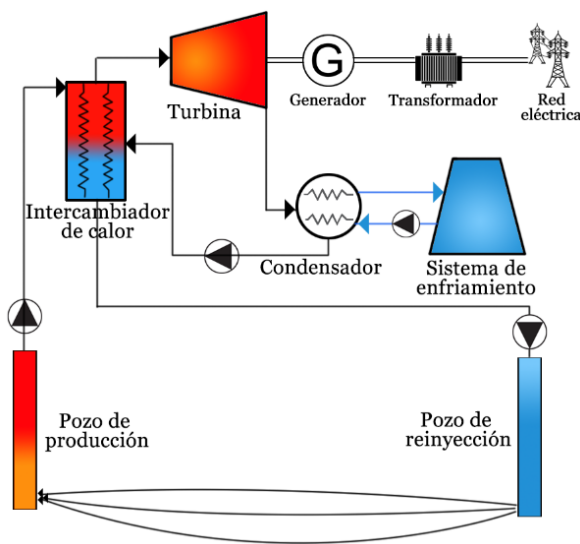 G
Turbina
Generador
Transformador
Red
eléctrica
Intercambiador
de calor
Condensador
Sistema de
enfriamiento
Pozo de
producción
Pozo de
reinyección